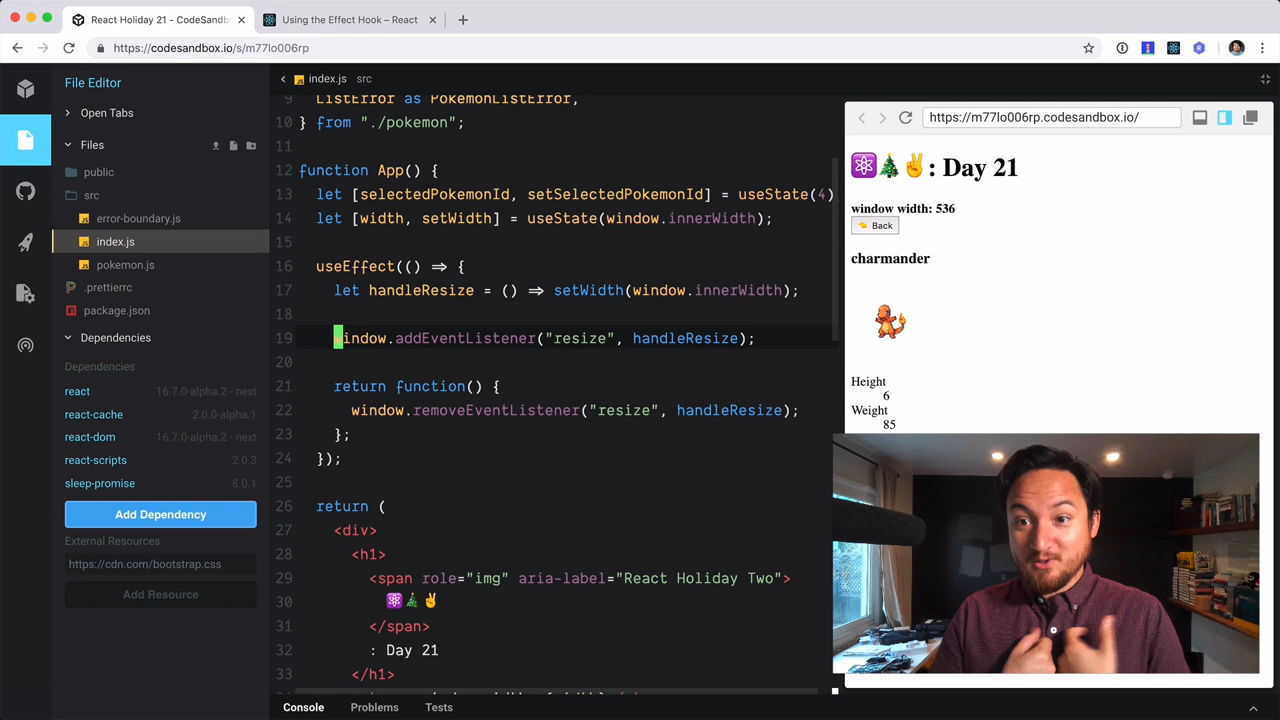 React Holiday 21 - CodeSandb
Using the Effect Hook – React
https://codesandbox.io/s/m77lo006rp
File Editor
Open Tabs
Files
public
src
error-boundary.js
index.js
pokemon.js
.prettierrc
package.json
Dependencies
Dependencies
react 16.7.0-alpha.2 - next
react-cache 2.0.0-alpha.1
react-dom 16.7.0-alpha.2 - next
react-scripts 2.0.3
sleep-promise 8.0.1
Add Dependency
External Resources
https://cdn.com/bootstrap.css
Add Resource
index.js src
9 ListError as PokemonListError,
10 } from "./pokemon";
11
12 function App() {
13 let [selectedPokemonId, setSelectedPokemonId] = useState(4)
14 let [width, setWidth] = useState(window.innerWidth);
15
16 useEffect(() => {
17 let handleResize = () => setWidth(window.innerWidth);
18
19 window.addEventListener("resize", handleResize);
20
21 return function() {
22 window.removeEventListener("resize", handleResize);
23 };
24 });
25
26 return (
27 <div>
28 <h1>
29 <span role="img" aria-label="React Holiday Two">
30 ⚛️🎄✌️
31 </span>
32 : Day 21
33 </h1>
Console
Problems
Tests
https://m77lo006rp.codesandbox.io/
⚛️🎄✌️: Day 21
window width: 536
👈 Back
charmander
Height
6
Weight
85